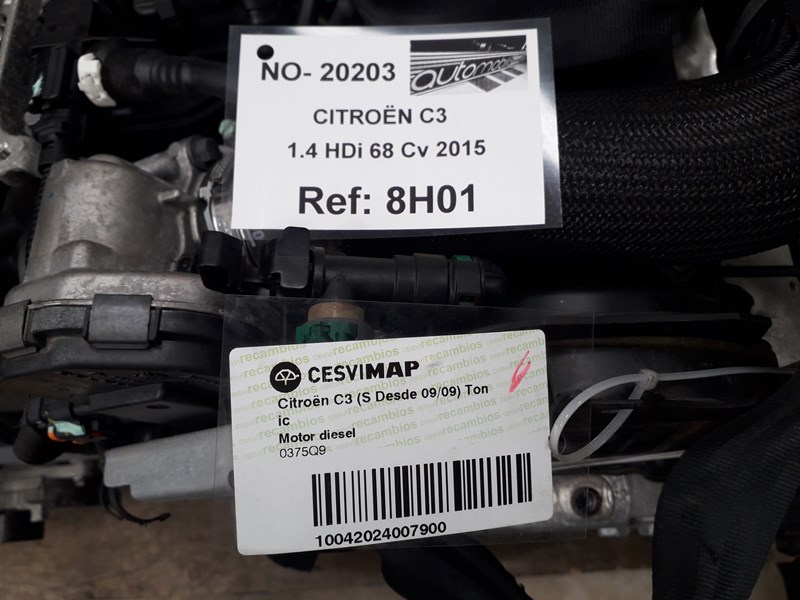 NO- 20203
automoción
CITROËN C3
1.4 HDi 68 Cv 2015
Ref: 8H01
CESVIMAP
Citroën C3 (S Desde 09/09) Ton
ic
Motor diesel
0375Q9
10042024007900
recambios